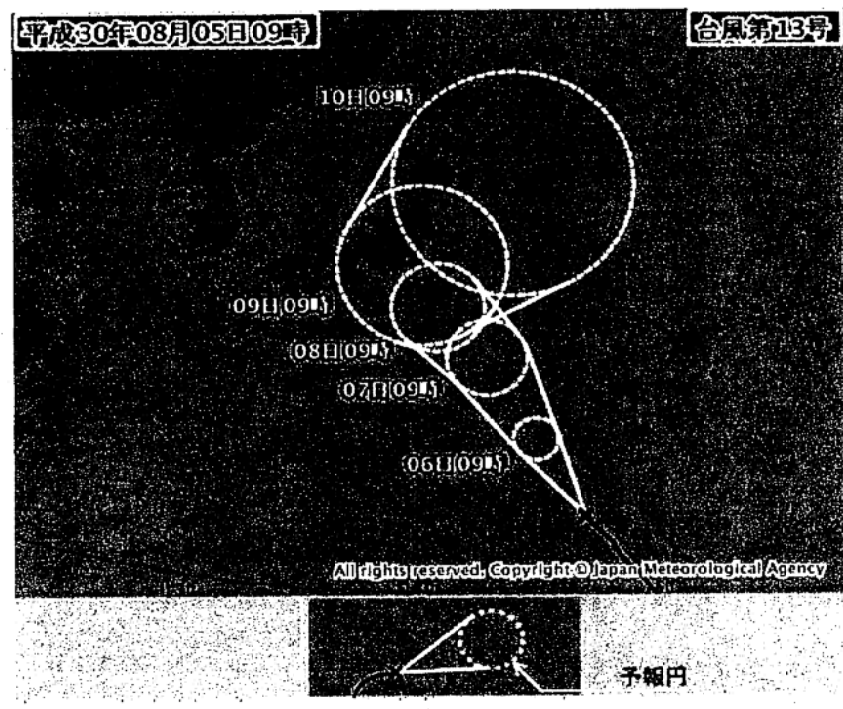 平成30年08月05日09時
台風第13号
10日09時
09日09時
08日09時
07日09時
06日09時
All rights reserved. Copyright © Japan Meteorological Agency
予報円